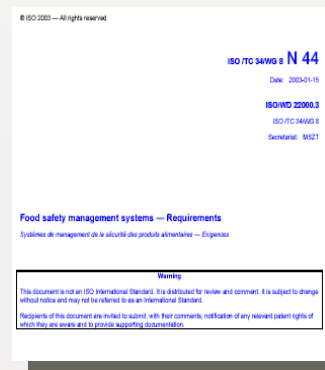 © ISO 2003 — All rights reserved
ISO /TC 34/WG 8 N 44
Date: 2003-01-15
ISO/WD 22000.3
ISO /TC 34/WG 8
Secretariat: MSZT
Food safety management systems — Requirements
Systèmes de management de la sécurité des produits alimentaires — Exigences
Warning
This document is not an ISO International Standard. It is distributed for review and comment. It is subject to change
without notice and may not be referred to as an International Standard.
Recipients of this document are invited to submit, with their comments, notification of any relevant patent rights of
which they are aware and to provide supporting documentation.